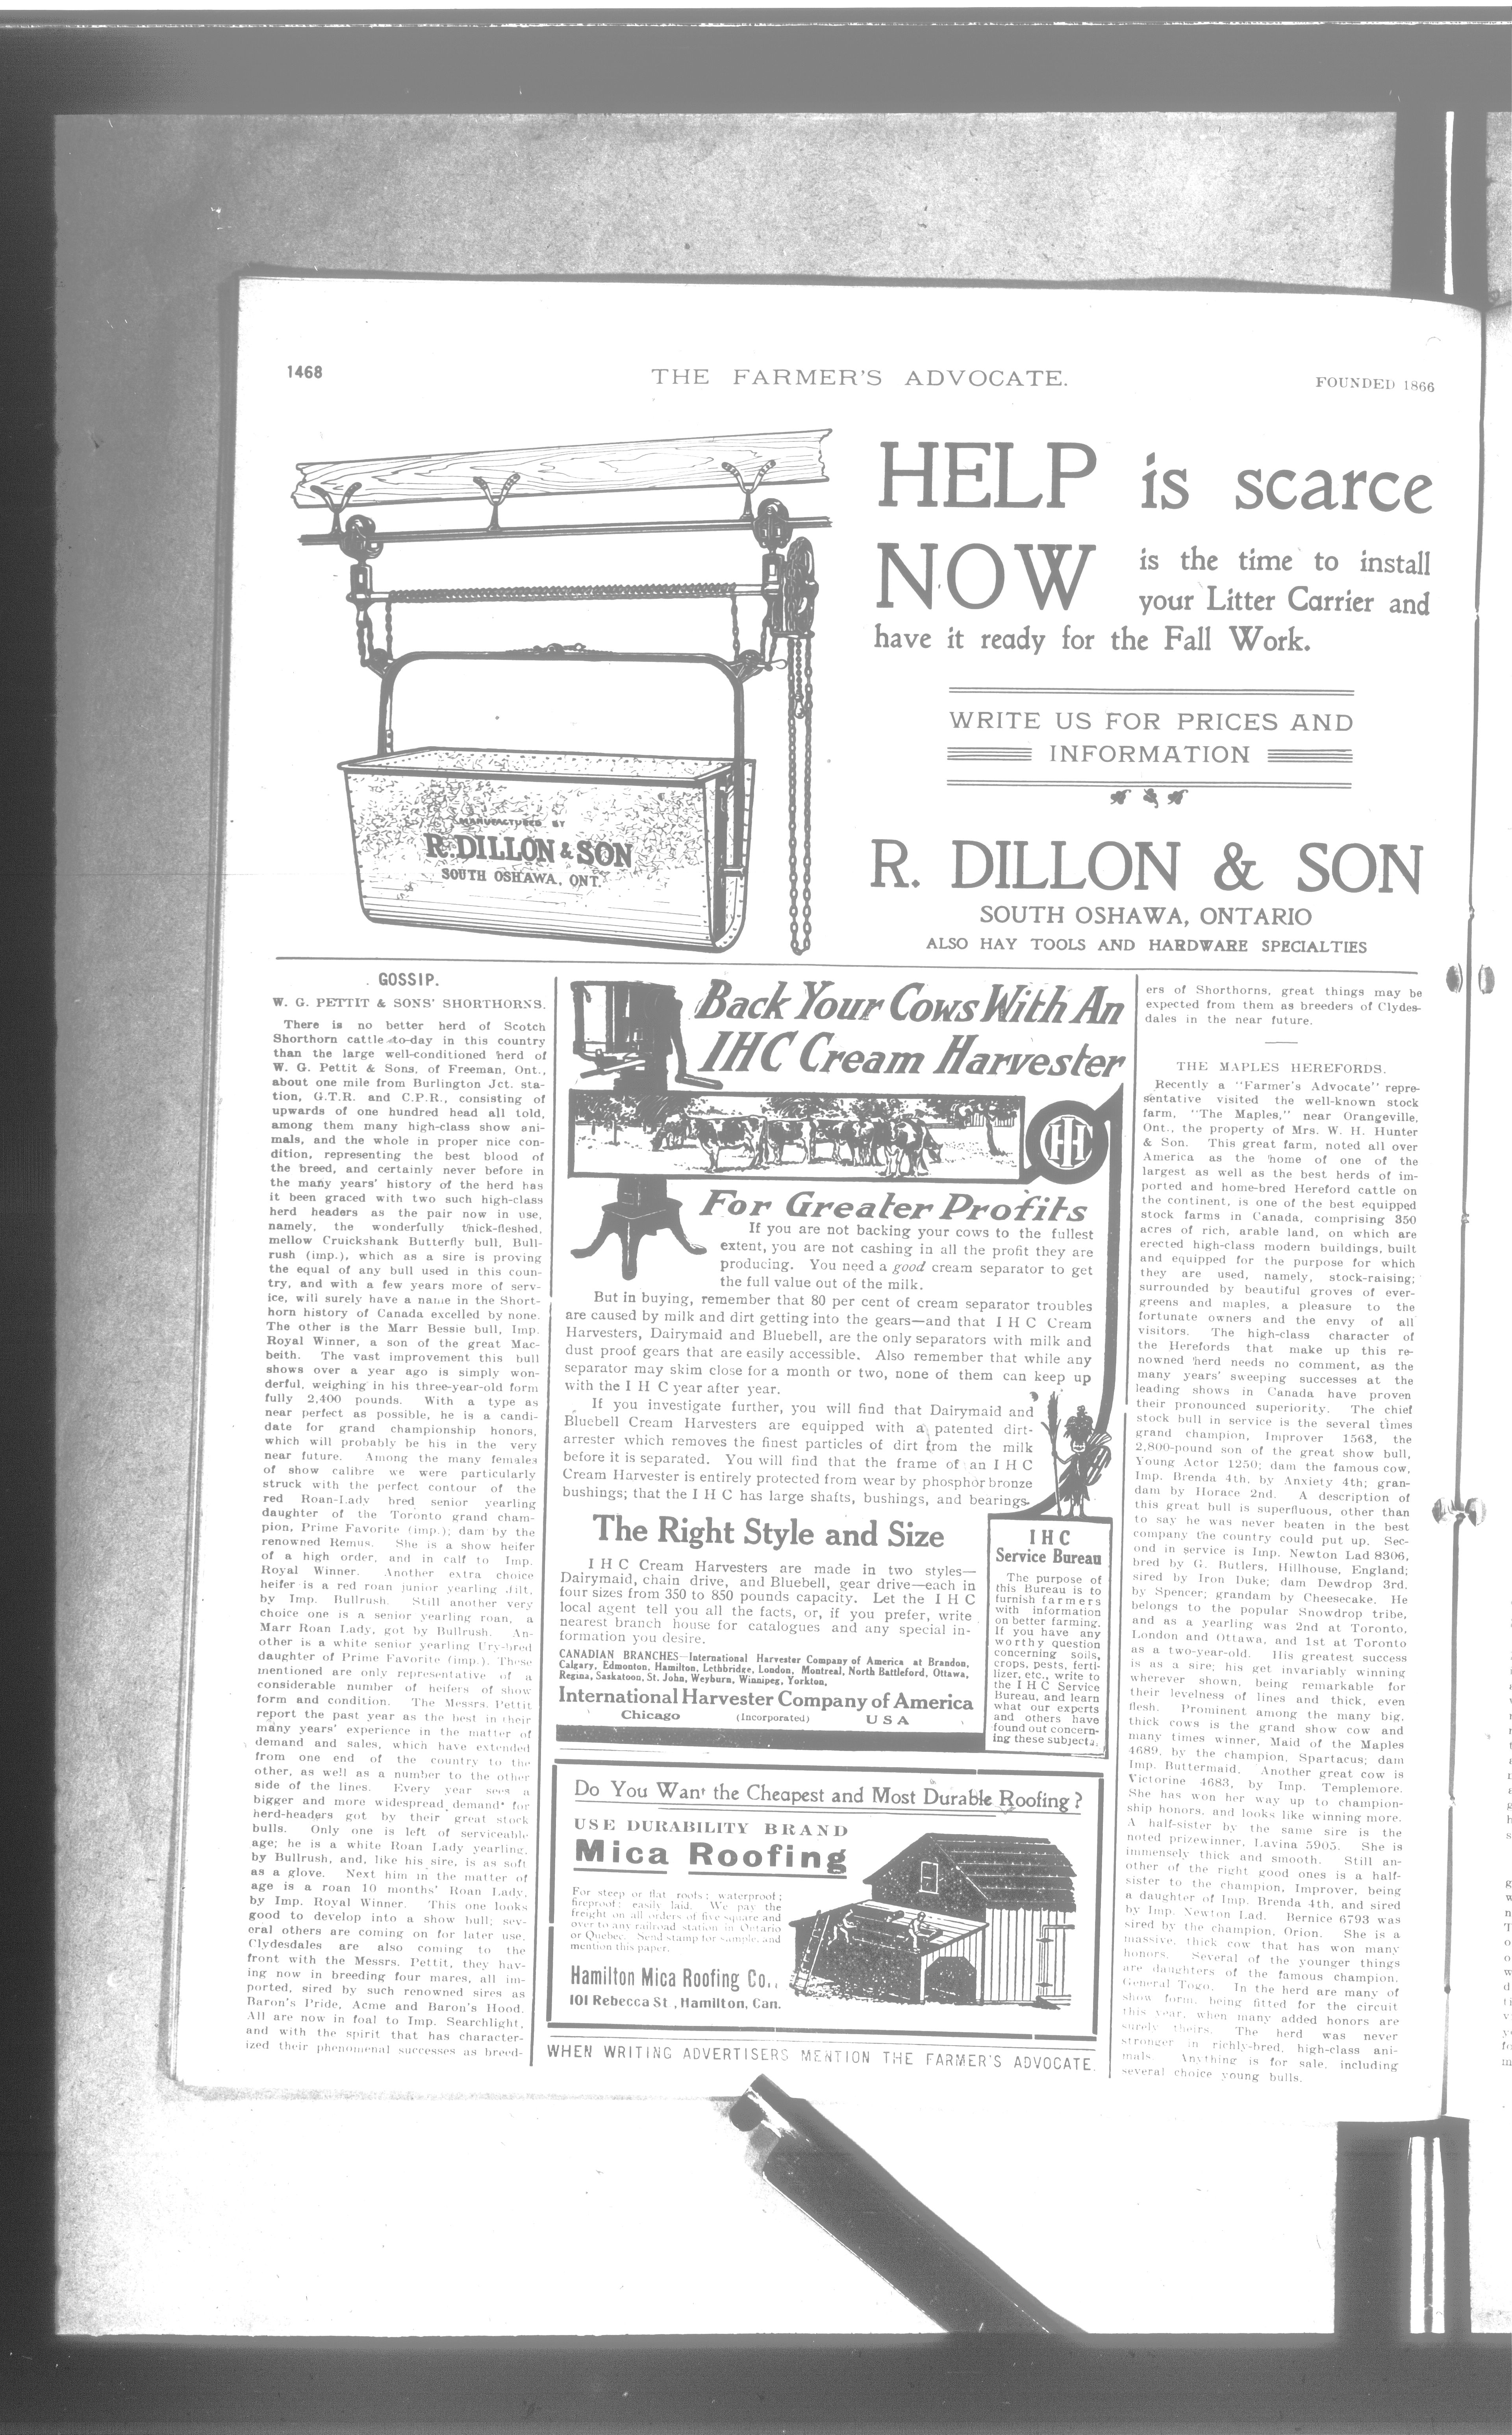 1468
THE FARMER'S ADVOCATE.
FOUNDED 1866
HELP is scarce
NOW is the time to install
your Litter Carrier and
have it ready for the Fall Work.
WRITE US FOR PRICES AND
INFORMATION
R. DILLON & SON
SOUTH OSHAWA, ONTARIO
ALSO HAY TOOLS AND HARDWARE SPECIALTIES
MANUFACTURED BY
R. DILLON & SON
SOUTH OSHAWA, ONT.
GOSSIP.
W. G. PETTIT & SONS' SHORTHORNS.
There is no better herd of Scotch
Shorthorn cattle to-day in this country
than the large well-conditioned herd of
W. G. Pettit & Sons, of Freeman, Ont.,
about one mile from Burlington Jct. sta-
tion, G.T.R. and C.P.R., consisting of
upwards of one hundred head all told,
among them many high-class show ani-
mals, and the whole in proper nice con-
dition, representing the best blood of
the breed, and certainly never before in
the many years' history of the herd has
it been graced with two such high-class
herd headers as the pair now in use,
namely, the wonderfully thick-fleshed,
mellow Cruickshank Butterfly bull, Bull-
rush (imp.), which as a sire is proving
the equal of any bull used in this coun-
try, and with a few years more of serv-
ice, will surely have a name in the Short-
horn history of Canada excelled by none.
The other is the Marr Bessie bull, Imp.
Royal Winner, a son of the great Mac-
beith. The vast improvement this bull
shows over a year ago is simply won-
derful, weighing in his three-year-old form
fully 2,400 pounds. With a type as
near perfect as possible, he is a candi-
date for grand championship honors,
which will probably be his in the very
near future. Among the many females
of show calibre we were particularly
struck with the perfect contour of the
red Roan-Lady bred senior yearling
daughter of the Toronto grand cham-
pion, Prime Favorite (imp.); dam by the
renowned Remus. She is a show heifer
of a high order, and in calf to Imp.
Royal Winner. Another extra choice
heifer is a red roan junior yearling Jilt,
by Imp. Bullrush. Still another very
choice one is a senior yearling roan, a
Marr Roan Lady, got by Bullrush. An-
other is a white senior yearling Ury-bred
daughter of Prime Favorite (imp.). These
mentioned are only representative of a
considerable number of heifers of show
form and condition. The Messrs. Pettit
report the past year as the best in their
many years' experience in the matter of
demand and sales, which have extended
from one end of the country to the
other, as well as a number to the other
side of the lines. Every year sees a
bigger and more widespread demand for
herd-headers got by their great stock
bulls. Only one is left of serviceable
age; he is a white Roan Lady yearling,
by Bullrush, and, like his sire, is as soft
as a glove. Next him in the matter of
age is a roan 10 months' Roan Lady,
by Imp. Royal Winner. This one looks
good to develop into a show bull; sev-
eral others are coming on for later use.
Clydesdales are also coming to the
front with the Messrs. Pettit, they hav-
ing now in breeding four mares, all im-
ported, sired by such renowned sires as
Baron's Pride, Acme and Baron's Hood.
All are now in foal to Imp. Searchlight,
and with the spirit that has character-
ized their phenomenal successes as breed-
Back Your Cows With An
IHC Cream Harvester
IHC
For Greater Profits
If you are not backing your cows to the fullest
extent, you are not cashing in all the profit they are
producing. You need a good cream separator to get
the full value out of the milk.
But in buying, remember that 80 per cent of cream separator troubles
are caused by milk and dirt getting into the gears—and that I H C Cream
Harvesters, Dairymaid and Bluebell, are the only separators with milk and
dust proof gears that are easily accessible. Also remember that while any
separator may skim close for a month or two, none of them can keep up
with the I H C year after year.
If you investigate further, you will find that Dairymaid and
Bluebell Cream Harvesters are equipped with a patented dirt-
arrester which removes the finest particles of dirt from the milk
before it is separated. You will find that the frame of an I H C
Cream Harvester is entirely protected from wear by phosphor bronze
bushings; that the I H C has large shafts, bushings, and bearings.
The Right Style and Size
I H C Cream Harvesters are made in two styles—
Dairymaid, chain drive, and Bluebell, gear drive—each in
four sizes from 350 to 850 pounds capacity. Let the I H C
local agent tell you all the facts, or, if you prefer, write
nearest branch house for catalogues and any special in-
formation you desire.
CANADIAN BRANCHES—International Harvester Company of America at Brandon,
Calgary, Edmonton, Hamilton, Lethbridge, London, Montreal, North Battleford, Ottawa,
Regina, Saskatoon, St. John, Weyburn, Winnipeg, Yorkton,
International Harvester Company of America
Chicago (Incorporated) U S A
I H C
Service Bureau
The purpose of
this Bureau is to
furnish farmers
with information
on better farming.
If you have any
worthy question
concerning soils,
crops, pests, ferti-
lizer, etc., write to
the I H C Service
Bureau, and learn
what our experts
and others have
found out concern-
ing these subjects.
Do You Want the Cheapest and Most Durable Roofing?
USE DURABILITY BRAND
Mica Roofing
For steep or flat roofs; waterproof;
fireproof; easily laid. We pay the
freight on all orders of five square and
over to any railroad station in Ontario
or Quebec. Send stamp for sample, and
mention this paper.
Hamilton Mica Roofing Co.,
101 Rebecca St., Hamilton, Can.
WHEN WRITING ADVERTISERS MENTION THE FARMER'S ADVOCATE.
ers of Shorthorns, great things may be
expected from them as breeders of Clydes-
dales in the near future.
THE MAPLES HEREFORDS.
Recently a "Farmer's Advocate" repre-
sentative visited the well-known stock
farm, "The Maples," near Orangeville,
Ont., the property of Mrs. W. H. Hunter
& Son. This great farm, noted all over
America as the home of one of the
largest as well as the best herds of im-
ported and home-bred Hereford cattle on
the continent, is one of the best equipped
stock farms in Canada, comprising 350
acres of rich, arable land, on which are
erected high-class modern buildings, built
and equipped for the purpose for which
they are used, namely, stock-raising;
surrounded by beautiful groves of ever-
greens and maples, a pleasure to the
fortunate owners and the envy of all
visitors. The high-class character of
the Herefords that make up this re-
nowned herd needs no comment, as the
many years' sweeping successes at the
leading shows in Canada have proven
their pronounced superiority. The chief
stock bull in service is the several times
grand champion, Improver 1563, the
2,800-pound son of the great show bull,
Young Actor 1250; dam the famous cow,
Imp. Brenda 4th, by Anxiety 4th; gran-
dam by Horace 2nd. A description of
this great bull is superfluous, other than
to say he was never beaten in the best
company the country could put up. Sec-
ond in service is Imp. Newton Lad 8306,
bred by G. Butlers, Hillhouse, England;
sired by Iron Duke; dam Dewdrop 3rd,
by Spencer; grandam by Cheesecake. He
belongs to the popular Snowdrop tribe,
and as a yearling was 2nd at Toronto,
London and Ottawa, and 1st at Toronto
as a two-year-old. His greatest success
is as a sire; his get invariably winning
wherever shown, being remarkable for
their levelness of lines and thick, even
flesh. Prominent among the many big,
thick cows is the grand show cow and
many times winner, Maid of the Maples
4689, by the champion, Spartacus; dam
Imp. Buttermaid. Another great cow is
Victorine 4683, by Imp. Templemore.
She has won her way up to champion-
ship honors, and looks like winning more.
A half-sister by the same sire is the
noted prizewinner, Lavina 5905. She is
immensely thick and smooth. Still an-
other of the right good ones is a half-
sister to the champion, Improver, being
a daughter of Imp. Brenda 4th, and sired
by Imp. Newton Lad. Bernice 6793 was
sired by the champion, Orion. She is a
massive, thick cow that has won many
honors. Several of the younger things
are daughters of the famous champion,
General Togo. In the herd are many of
show form, being fitted for the circuit
this year, when many added honors are
surely theirs. The herd was never
stronger in richly-bred, high-class ani-
mals. Anything is for sale, including
several choice young bulls.